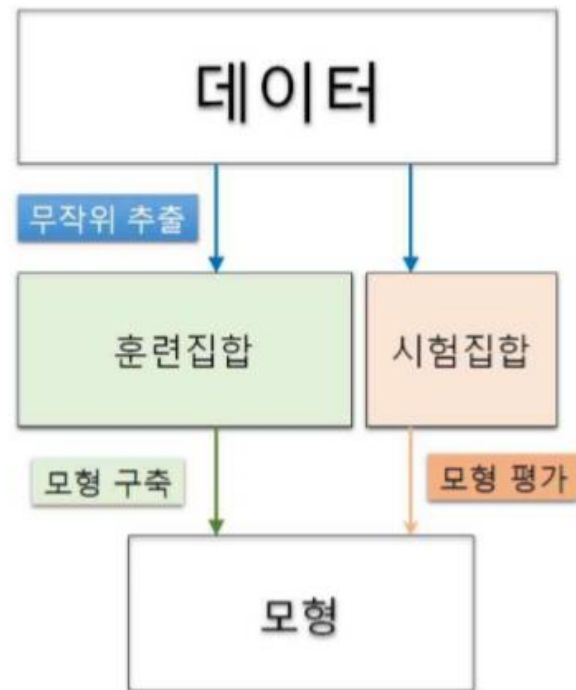 데이터
무작위 추출
훈련집합
시험집합
모형 구축
모형 평가
모형